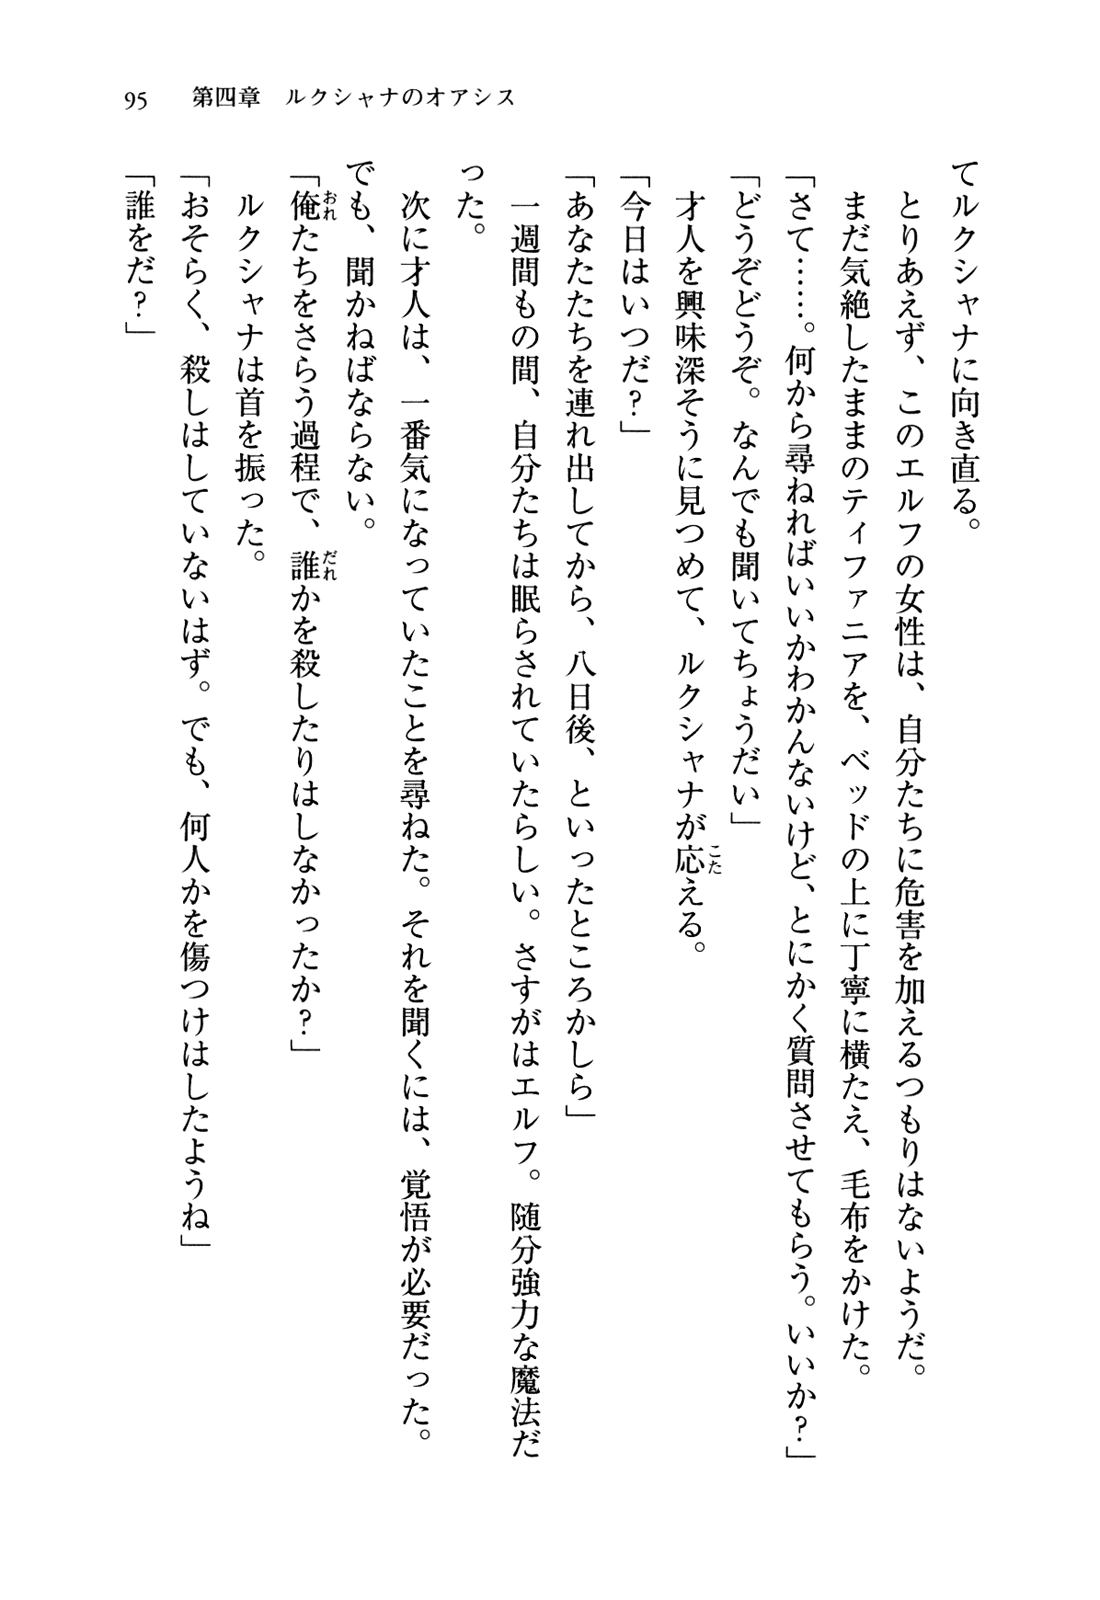 95　第四章　ルクシャナのオアシス
てルクシャナに向き直る。
　とりあえず、このエルフの女性は、自分たちに危害を加えるつもりはないようだ。
　まだ気絶したままのティファニアを、ベッドの上に丁寧に横たえ、毛布をかけた。
「さて……。何から尋ねればいいかわかんないけど、とにかく質問させてもらう。いいか？」
「どうぞどうぞ。なんでも聞いてちょうだい」
　才人を興味深そうに見つめて、ルクシャナが応える。
「今日はいつだ？」
「あなたたちを連れ出してから、八日後、といったところかしら」
　一週間もの間、自分たちは眠らされていたらしい。さすがはエルフ。随分強力な魔法だ
った。
　次に才人は、一番気になっていたことを尋ねた。それを聞くには、覚悟が必要だった。
でも、聞かねばならない。
「俺たちをさらう過程で、誰かを殺したりはしなかったか？」
　ルクシャナは首を振った。
「おそらく、殺しはしていないはず。でも、何人かを傷つけはしたようね」
「誰をだ？」